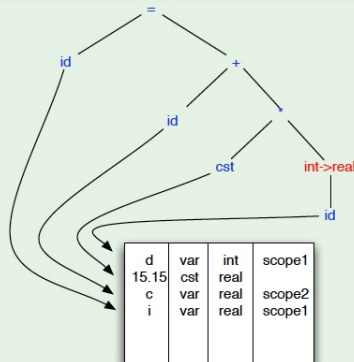 =
id
+
id
*
cst
int->real
id
d var int scope1
15.15 cst real
c var real scope2
i var real scope1